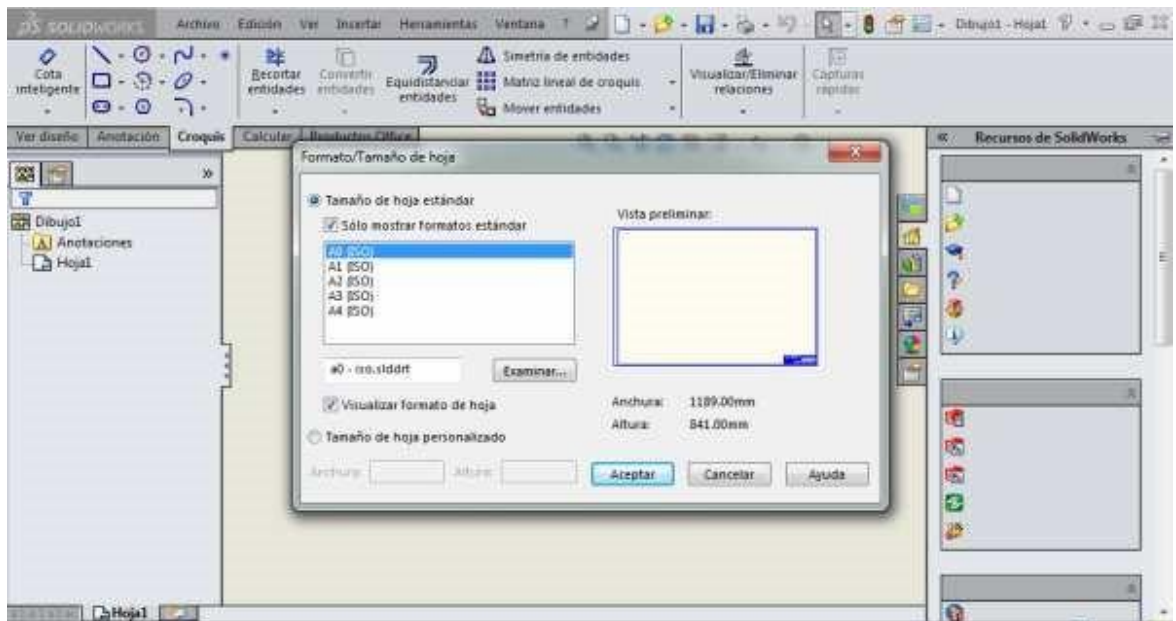 SOLIDWORKS Archivo Edición Ver Insertar Herramientas Ventana ? Dibujo1 - Hoja1
Cota inteligente
Recortar entidades
Convertir entidades
Equidistanciar entidades
Simetría de entidades
Matriz lineal de croquis
Mover entidades
Visualizar/Eliminar relaciones
Capturas rápidas
Ver diseño Anotación Croquis Calcular Productos Office
Recursos de SolidWorks
Dibujo1
Anotaciones
Hoja1
Formato/Tamaño de hoja
Tamaño de hoja estándar
Sólo mostrar formatos estándar
A0 (ISO)
A1 (ISO)
A2 (ISO)
A3 (ISO)
A4 (ISO)
a0 - iso.slddrt
Examinar...
Visualizar formato de hoja
Tamaño de hoja personalizado
Anchura: Altura:
Vista preliminar:
Anchura: 1189.00mm
Altura: 841.00mm
Aceptar Cancelar Ayuda
Hoja1